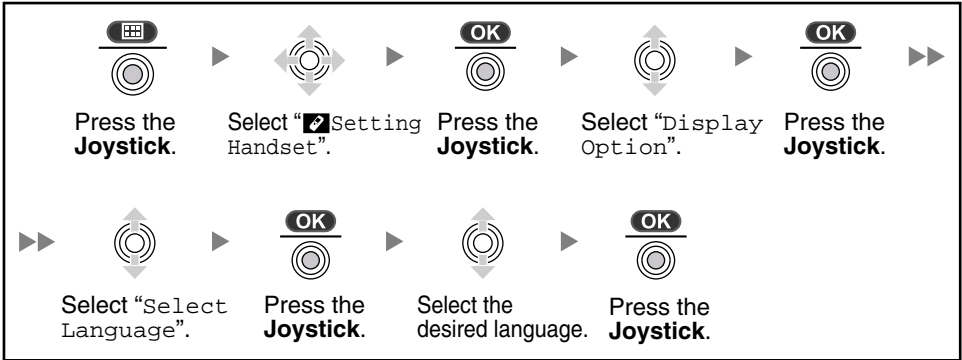 OK OK
Press the Select “Setting Press the Select “Display Press the
Joystick. Handset”. Joystick. Option”. Joystick.
OK OK
Select “Select Press the Select the Press the
Language”. Joystick. desired language. Joystick.